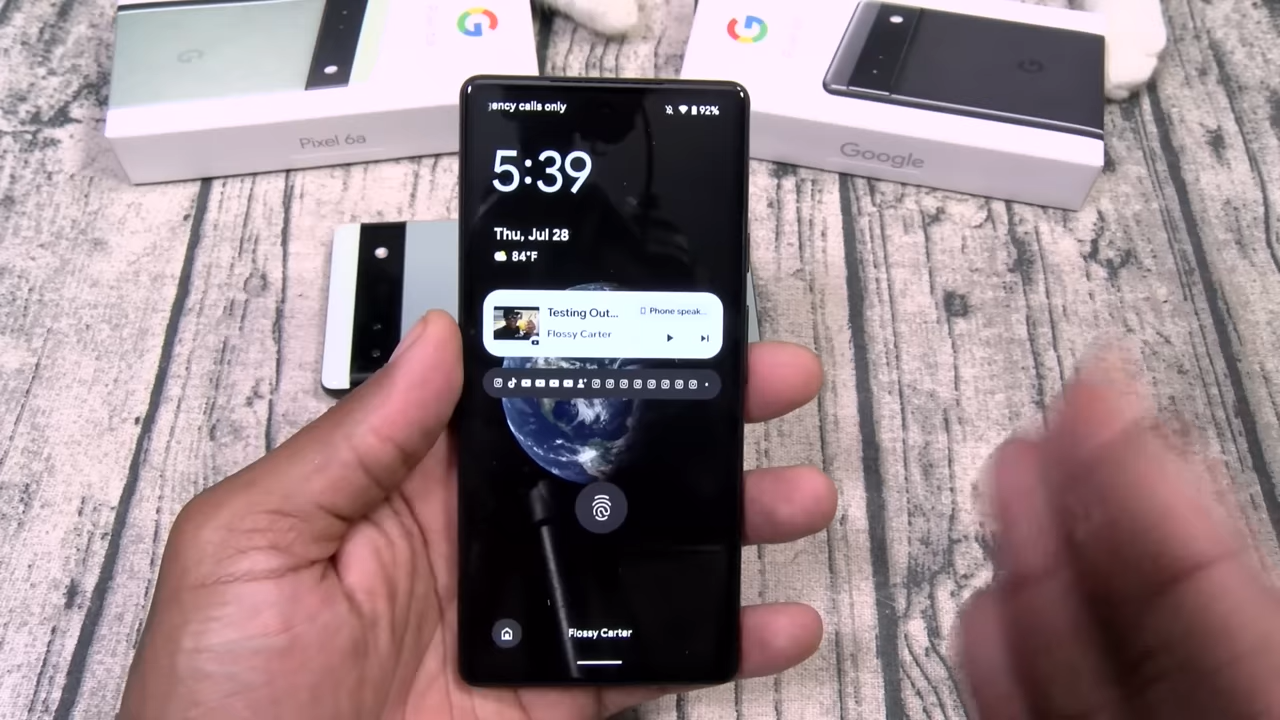 Pixel 6a
Google
gency calls only
92%
5:39
Thu, Jul 28
84°F
Testing Out...
Phone speak...
Flossy Carter
Flossy Carter